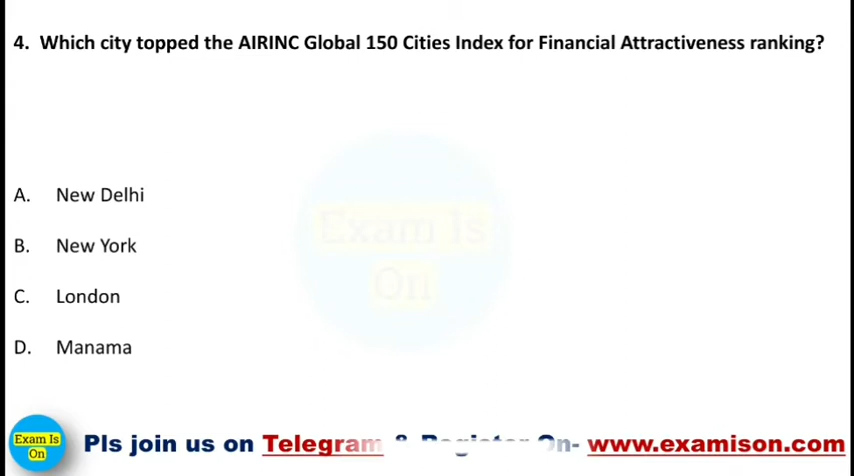 4. Which city topped the AIRINC Global 150 Cities Index for Financial Attractiveness ranking?
A. New Delhi
Exam Is
B. New York
On
C. London
D. Manama
Exam Is
On
Pls join us on Telegram & Register On- www.examison.com